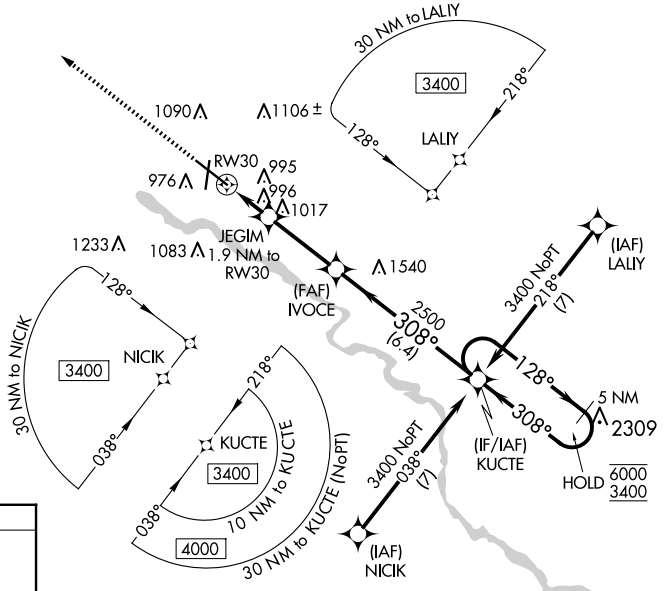 30 NM to LALIY
3400
218°
128°
LALIY
1090
1106 ±
RW30
995
976
996
1017
JEGIM
1.9 NM to
RW30
1233
1083
(FAF)
IVOCE
1540
(IAF)
LALIY
3400 NoPT
218°
(7)
2500
308°
(6.4)
128°
308°
5 NM
2309
(IF/IAF)
KUCTE
HOLD
6000
3400
128°
30 NM to NICIK
3400
NICIK
038°
218°
KUCTE
3400
10 NM to KUCTE
038°
4000
30 NM to KUCTE (NoPT)
3400 NoPT
038°
(7)
(IAF)
NICIK